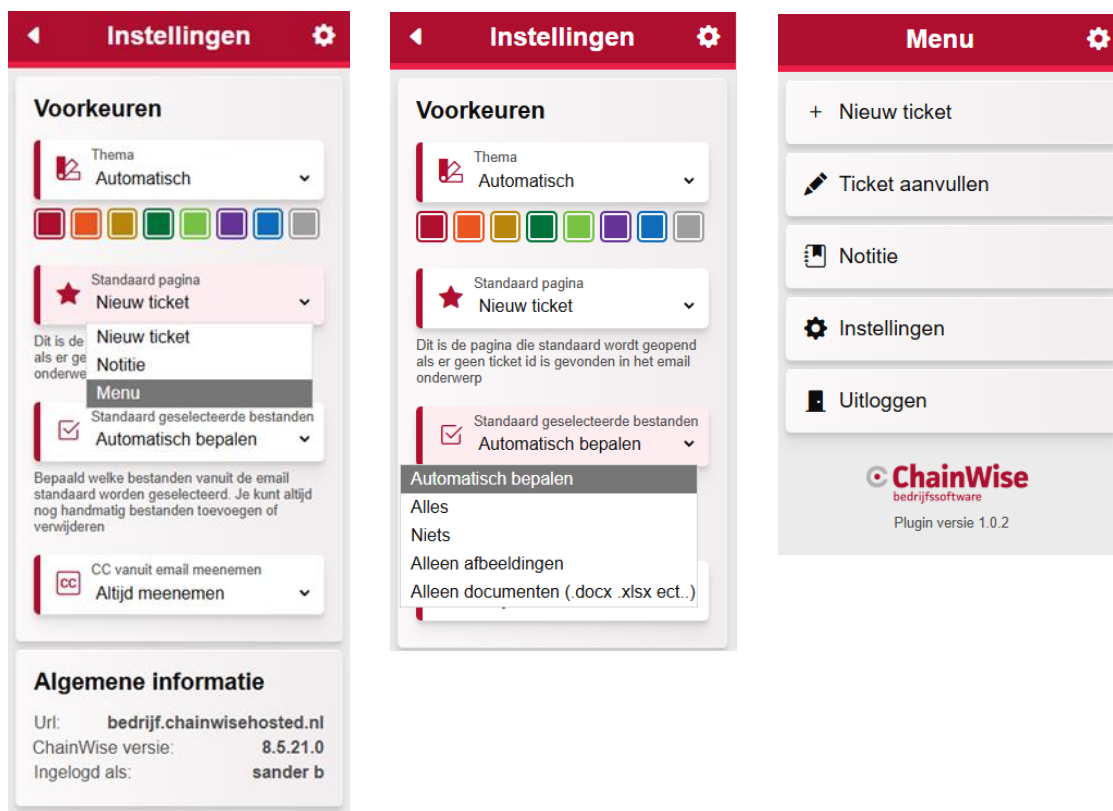 Instellingen
Voorkeuren
Thema
Automatisch
Standaard pagina
Nieuw ticket
Nieuw ticket
Notitie
Menu
Dit is de
als er ge
onderwe
Standaard geselecteerde bestanden
Automatisch bepalen
Bepaald welke bestanden vanuit de email
standaard worden geselecteerd. Je kunt altijd
nog handmatig bestanden toevoegen of
verwijderen
CC
CC vanuit email meenemen
Altijd meenemen
Algemene informatie
Url: bedrijf.chainwisehosted.nl
ChainWise versie: 8.5.21.0
Ingelogd als: sander b
Instellingen
Voorkeuren
Thema
Automatisch
Standaard pagina
Nieuw ticket
Dit is de pagina die standaard wordt geopend
als er geen ticket id is gevonden in het email
onderwerp
Standaard geselecteerde bestanden
Automatisch bepalen
Automatisch bepalen
Alles
Niets
Alleen afbeeldingen
Alleen documenten (.docx .xlsx ect..)
Menu
+ Nieuw ticket
Ticket aanvullen
Notitie
Instellingen
Uitloggen
ChainWise
bedrijfssoftware
Plugin versie 1.0.2